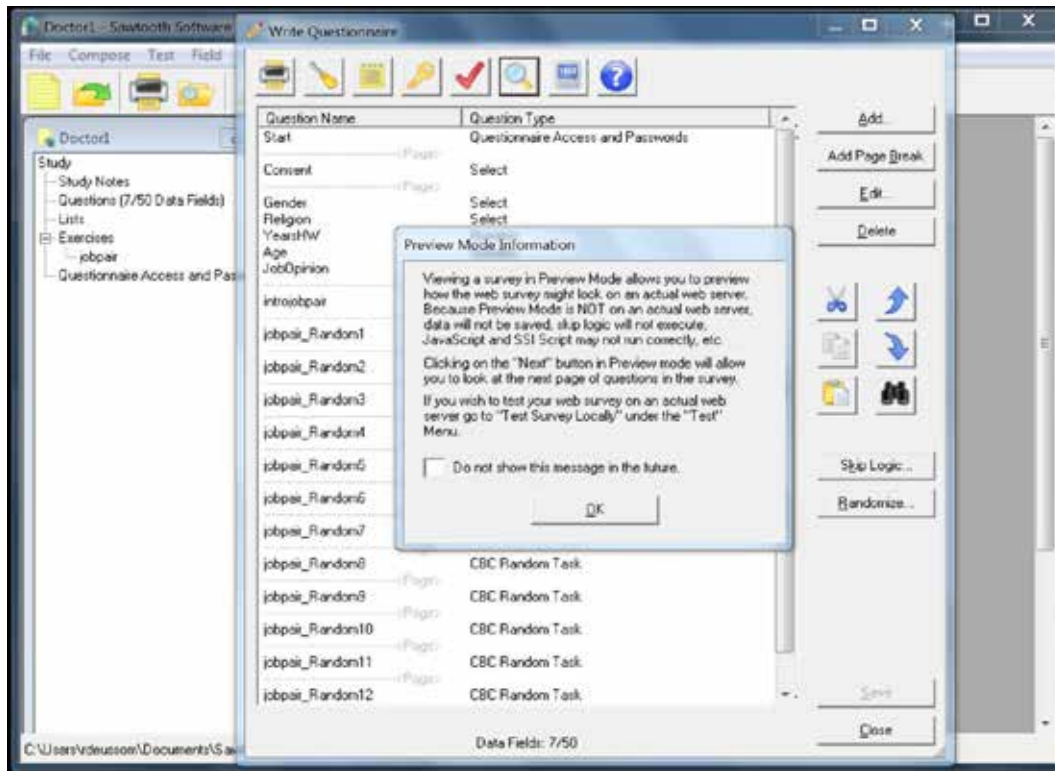 Doctor1 - Sawtooth Software
File Compose Test Field
Doctor1
Study
Study Notes
Questions (7/50 Data Fields)
Lists
Exercises
jobpair
Questionnaire Access and Pas
C:\Users\rdeussom\Documents\Saw
Write Questionnaire
Question Name Question Type
Start Questionnaire Access and Passwords
<Page>
Consent Select
<Page>
Gender Select
Religion Select
YearsHW
Age
JobOpinion
introjobpair
jobpair_Random1
jobpair_Random2
jobpair_Random3
jobpair_Random4
jobpair_Random5
jobpair_Random6
jobpair_Random7
jobpair_Random8 CBC Random Task
<Page>
jobpair_Random9 CBC Random Task
<Page>
jobpair_Random10 CBC Random Task
<Page>
jobpair_Random11 CBC Random Task
<Page>
jobpair_Random12 CBC Random Task
Data Fields: 7/50
Preview Mode Information
Viewing a survey in Preview Mode allows you to preview
how the web survey might look on an actual web server.
Because Preview Mode is NOT on an actual web server,
data will not be saved, skip logic will not execute,
JavaScript and SSI Script may not run correctly, etc.
Clicking on the "Next" button in Preview mode will allow
you to look at the next page of questions in the survey.
If you wish to test your web survey on an actual web
server go to "Test Survey Locally" under the "Test"
Menu.
Do not show this message in the future.
OK
Add...
Add Page Break
Edit...
Delete
Skip Logic...
Randomize...
Save
Close